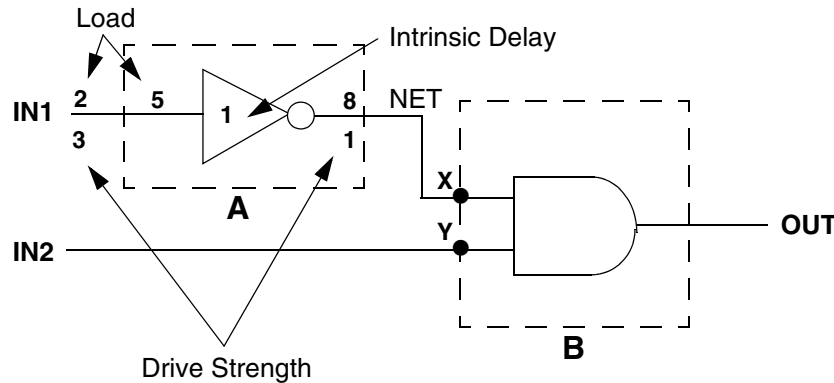 Load
Intrinsic Delay
IN1
2
5
1
8
NET
3
1
A
X
Y
OUT
IN2
B
Drive Strength